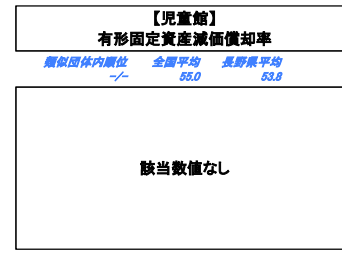 【児童館】
有形固定資産減価償却率
類似団体内順位 全国平均 長野県平均
-/- 55.0 53.8
該当数値なし